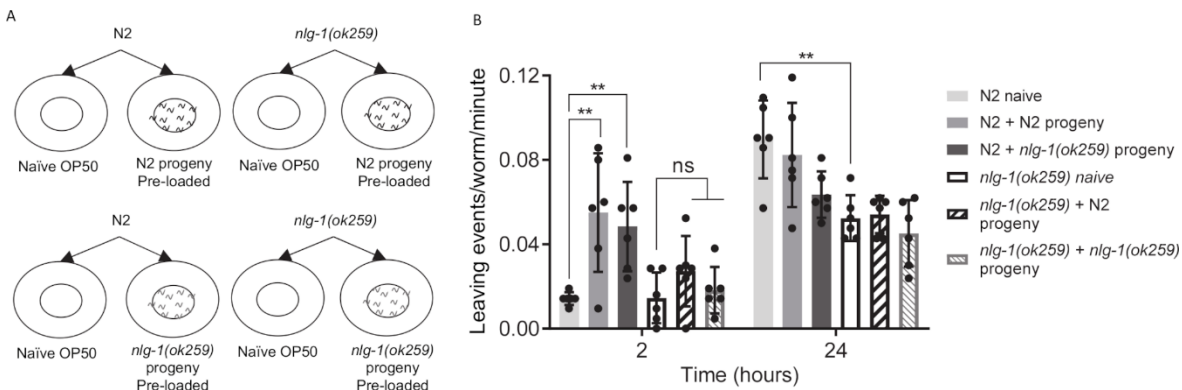 A
N2
nlg-1(ok259)
Naïve OP50
N2 progeny
Pre-loaded
Naïve OP50
N2 progeny
Pre-loaded
N2
nlg-1(ok259)
Naïve OP50
nlg-1(ok259)
progeny
Pre-loaded
Naïve OP50
nlg-1(ok259)
progeny
Pre-loaded
B
Leaving events/worm/minute
0.12
0.08
0.04
0.00
**
**
ns
**
2
24
Time (hours)
N2 naive
N2 + N2 progeny
N2 + nlg-1(ok259) progeny
nlg-1(ok259) naive
nlg-1(ok259) + N2
progeny
nlg-1(ok259) + nlg-1(ok259)
progeny